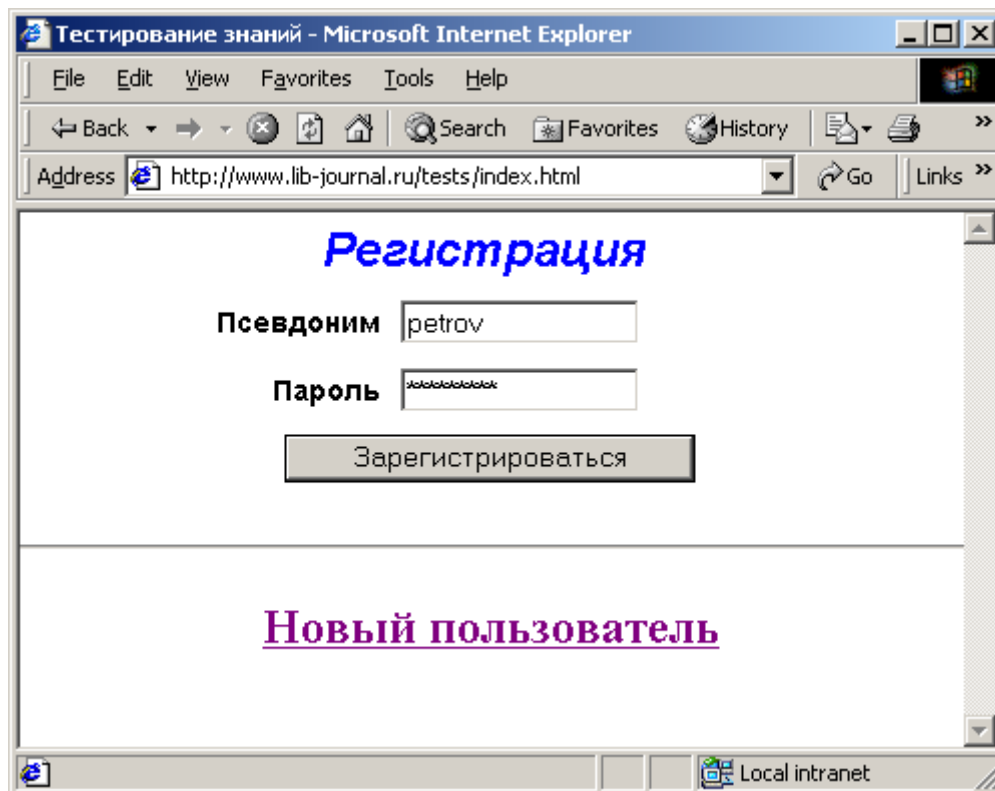 Тестирование знаний - Microsoft Internet Explorer
File Edit View Favorites Tools Help
Back Search Favorites History »
Address http://www.lib-journal.ru/tests/index.html Go Links »
Регистрация
Псевдоним petrov
Пароль **********
Зарегистрироваться
Новый пользователь
Local intranet